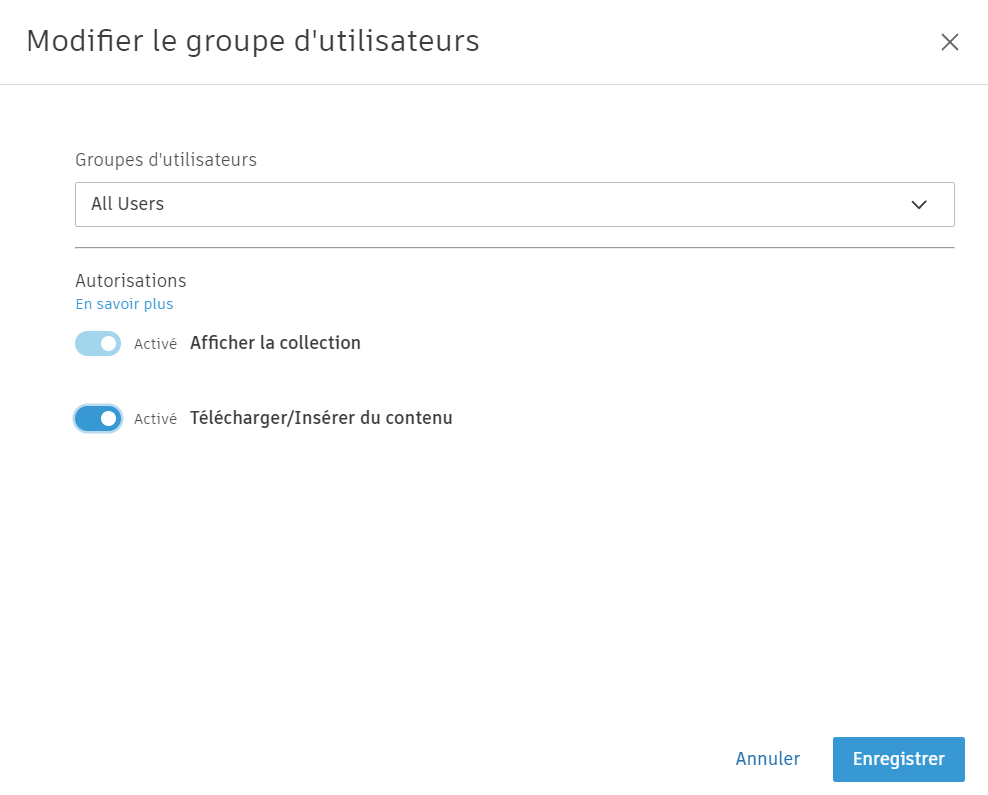 Modifier le groupe d'utilisateurs
Groupes d'utilisateurs
All Users
Autorisations
En savoir plus
Activé Afficher la collection
Activé Télécharger/Insérer du contenu
Annuler Enregistrer